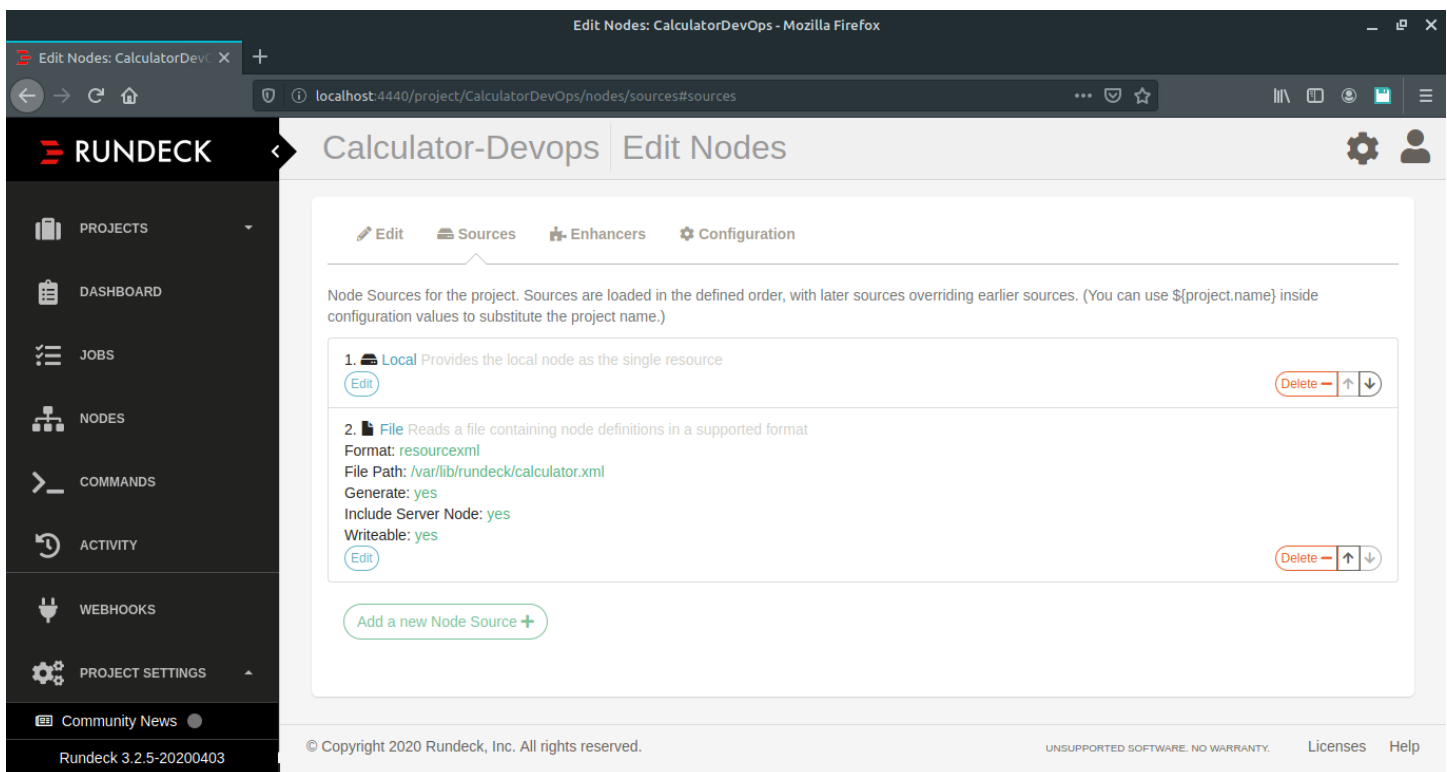 Edit Nodes: CalculatorDevOps - Mozilla Firefox
Edit Nodes: CalculatorDevO
localhost:4440/project/CalculatorDevOps/nodes/sources#sources
RUNDECK
Calculator-Devops Edit Nodes
PROJECTS
DASHBOARD
JOBS
NODES
COMMANDS
ACTIVITY
WEBHOOKS
PROJECT SETTINGS
Community News
Rundeck 3.2.5-20200403
Edit Sources Enhancers Configuration
Node Sources for the project. Sources are loaded in the defined order, with later sources overriding earlier sources. (You can use ${project.name} inside
configuration values to substitute the project name.)
1. Local Provides the local node as the single resource
Edit Delete
2. File Reads a file containing node definitions in a supported format
Format: resourcexml
File Path: /var/lib/rundeck/calculator.xml
Generate: yes
Include Server Node: yes
Writeable: yes
Edit Delete
Add a new Node Source
© Copyright 2020 Rundeck, Inc. All rights reserved. UNSUPPORTED SOFTWARE. NO WARRANTY. Licenses Help